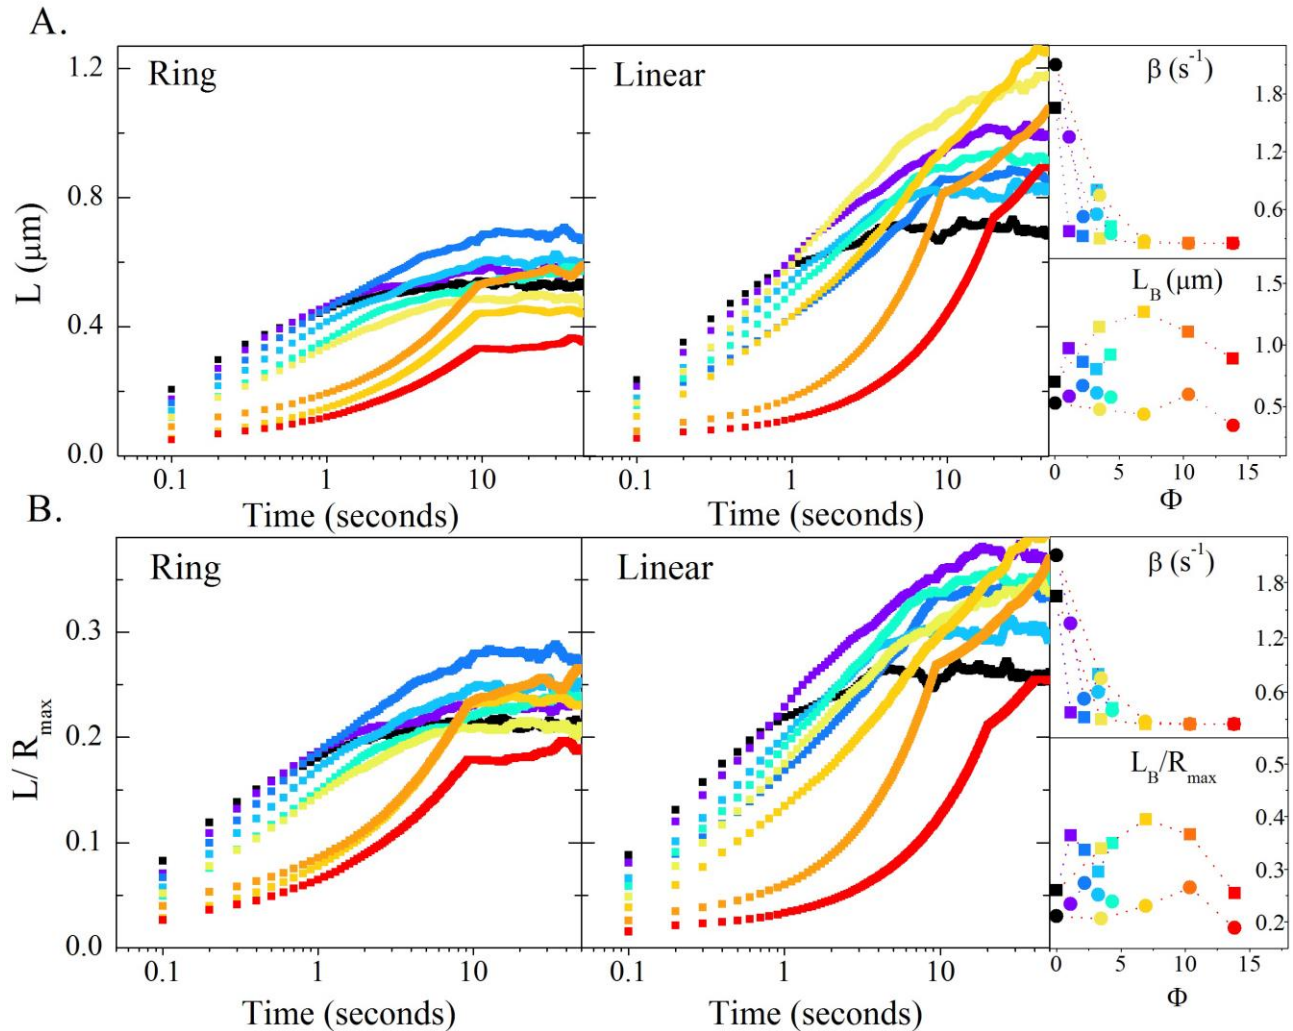 A.
Ring
Linear
β (s⁻¹)
1.2
0.8
0.4
0.0
L (μm)
1.8
1.2
0.6
L_B (μm)
1.5
1.0
0.5
0.1 1 10
0.1 1 10
0 5 10 15
Time (seconds)
Time (seconds)
Φ
B.
Ring
Linear
β (s⁻¹)
0.3
0.2
0.1
0.0
L/ R_max
1.8
1.2
0.6
L_B/R_max
0.5
0.4
0.3
0.2
0.1 1 10
0.1 1 10
0 5 10 15
Time (seconds)
Time (seconds)
Φ